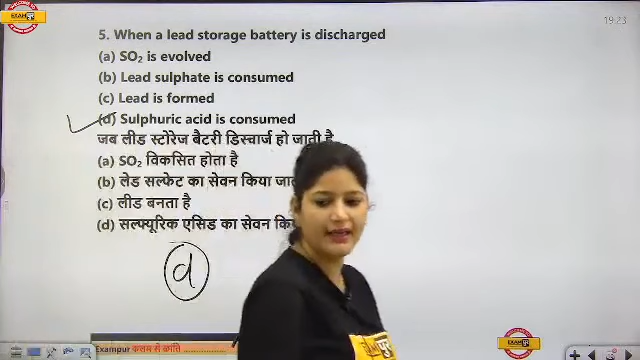 19:23
5. When a lead storage battery is discharged
(a) SO₂ is evolved
(b) Lead sulphate is consumed
(c) Lead is formed
(d) Sulphuric acid is consumed
जब लीड स्टोरेज बैटरी डिस्चार्ज हो जाती है
(a) SO₂ विकसित होता है
(b) लेड सल्फेट का सेवन किया
(c) लीड बनता है
(d) सल्फ्यूरिक एसिड का सेवन
d
Exampur कलम से क्रांति